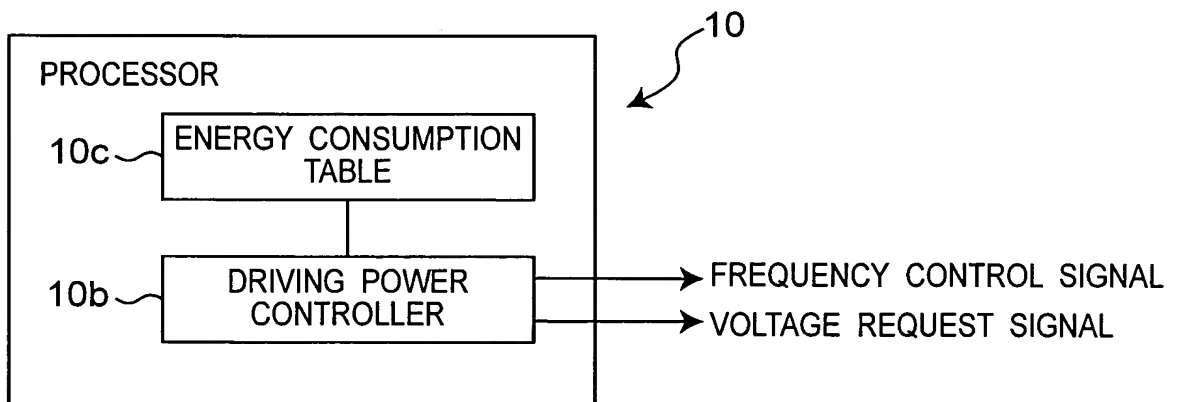 10
PROCESSOR
10c
ENERGY CONSUMPTION
TABLE
10b
DRIVING POWER
CONTROLLER
FREQUENCY CONTROL SIGNAL
VOLTAGE REQUEST SIGNAL